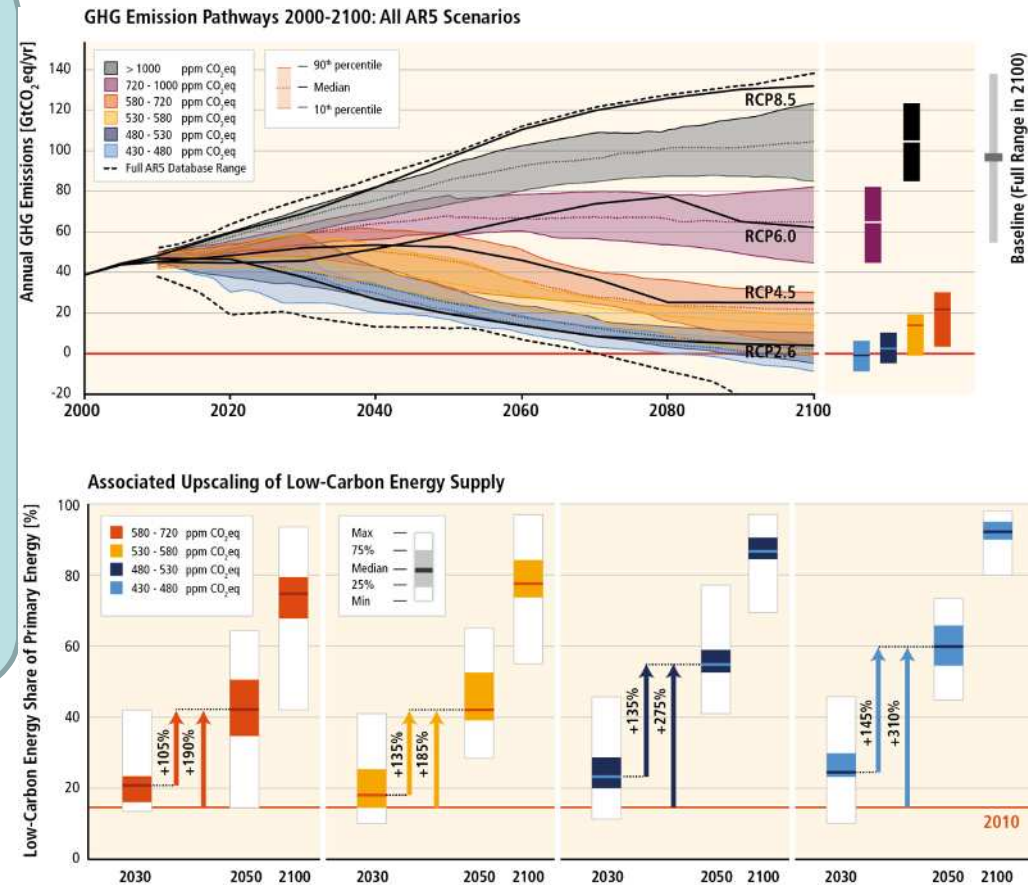 GHG Emission Pathways 2000-2100: All AR5 Scenarios
Annual GHG Emissions [GtCO2eq/yr]
140
120
100
80
60
40
20
0
-20
> 1000 ppm CO2eq
720 - 1000 ppm CO2eq
580 - 720 ppm CO2eq
530 - 580 ppm CO2eq
480 - 530 ppm CO2eq
430 - 480 ppm CO2eq
Full AR5 Database Range
90th percentile
Median
10th percentile
RCP8.5
RCP6.0
RCP4.5
RCP2.6
2000 2020 2040 2060 2080 2100
Baseline (Full Range in 2100)
Associated Upscaling of Low-Carbon Energy Supply
Low-Carbon Energy Share of Primary Energy [%]
100
80
60
40
20
0
580 - 720 ppm CO2eq
530 - 580 ppm CO2eq
480 - 530 ppm CO2eq
430 - 480 ppm CO2eq
Max
75%
Median
25%
Min
+105%
+190%
+135%
+185%
+135%
+275%
+145%
+310%
2010
2030 2050 2100 2030 2050 2100 2030 2050 2100 2030 2050 2100